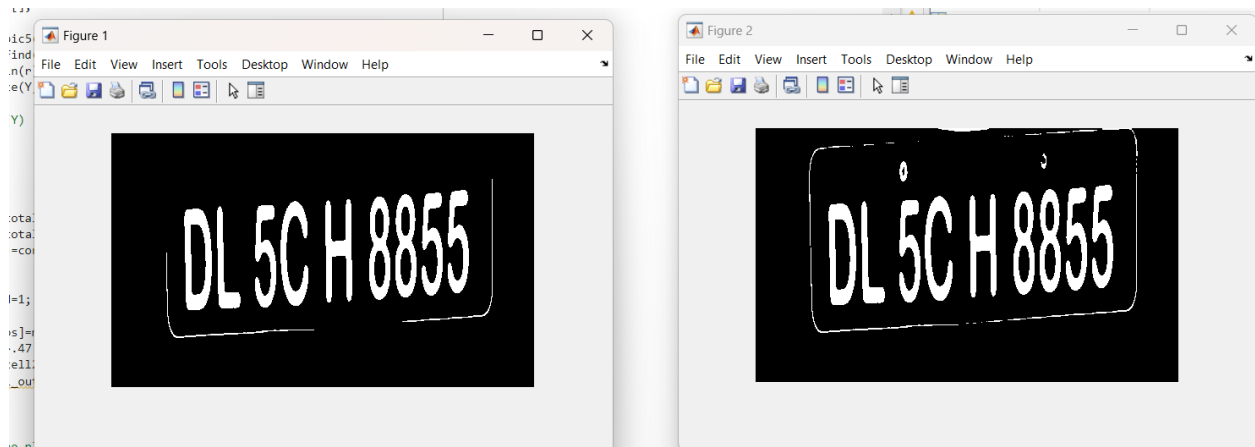 Figure 1
File Edit View Insert Tools Desktop Window Help
DL 5C H 8855
Figure 2
File Edit View Insert Tools Desktop Window Help
DL 5C H 8855